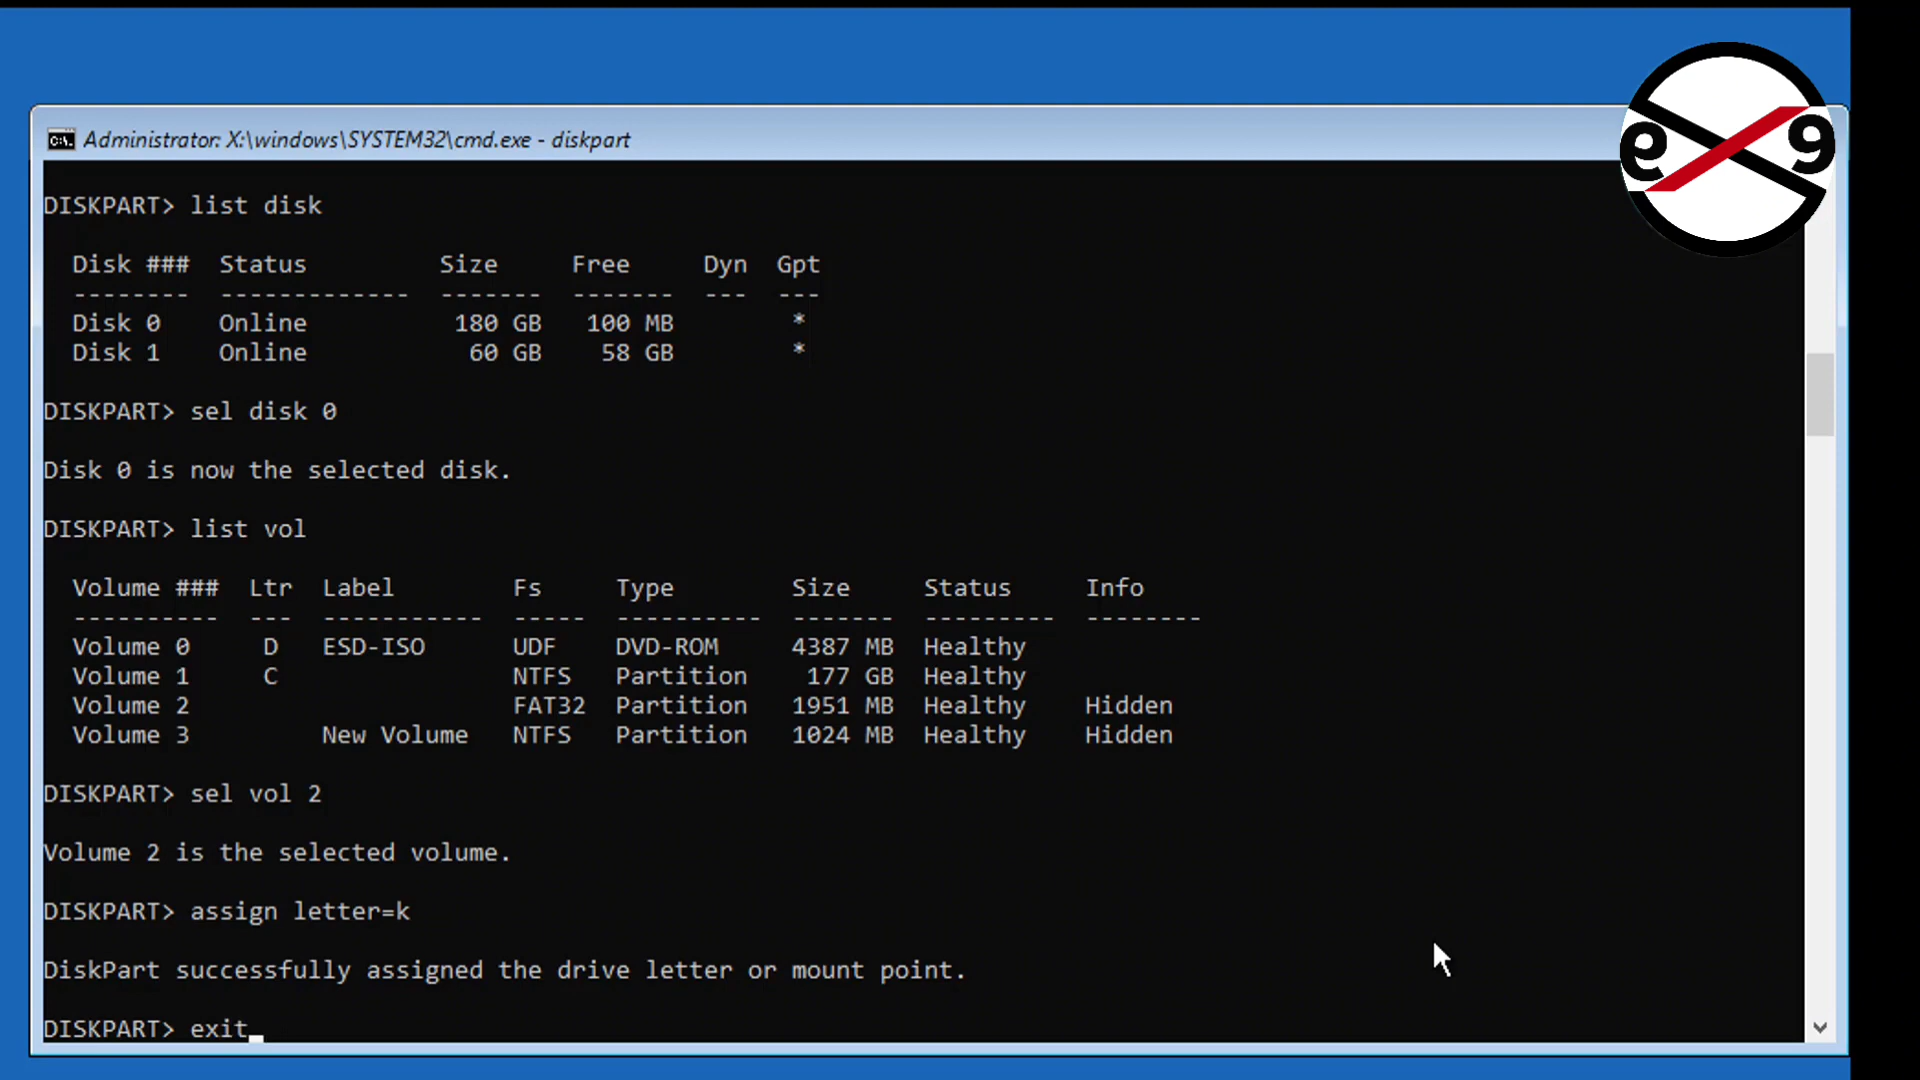 Administrator: X:\windows\SYSTEM32\cmd.exe - diskpart
e9
DISKPART> list disk
Disk ###  Status         Size     Free     Dyn  Gpt
--------  -------------  -------  -------  ---  ---
Disk 0    Online          180 GB   100 MB        *
Disk 1    Online           60 GB    58 GB        *
DISKPART> sel disk 0
Disk 0 is now the selected disk.
DISKPART> list vol
Volume ###  Ltr  Label        Fs     Type        Size     Status     Info
----------  ---  -----------  -----  ----------  -------  ---------  --------
Volume 0     D   ESD-ISO      UDF    DVD-ROM     4387 MB  Healthy
Volume 1     C                NTFS   Partition    177 GB  Healthy
Volume 2                      FAT32  Partition   1951 MB  Healthy    Hidden
Volume 3         New Volume   NTFS   Partition   1024 MB  Healthy    Hidden
DISKPART> sel vol 2
Volume 2 is the selected volume.
DISKPART> assign letter=k
DiskPart successfully assigned the drive letter or mount point.
DISKPART> exit